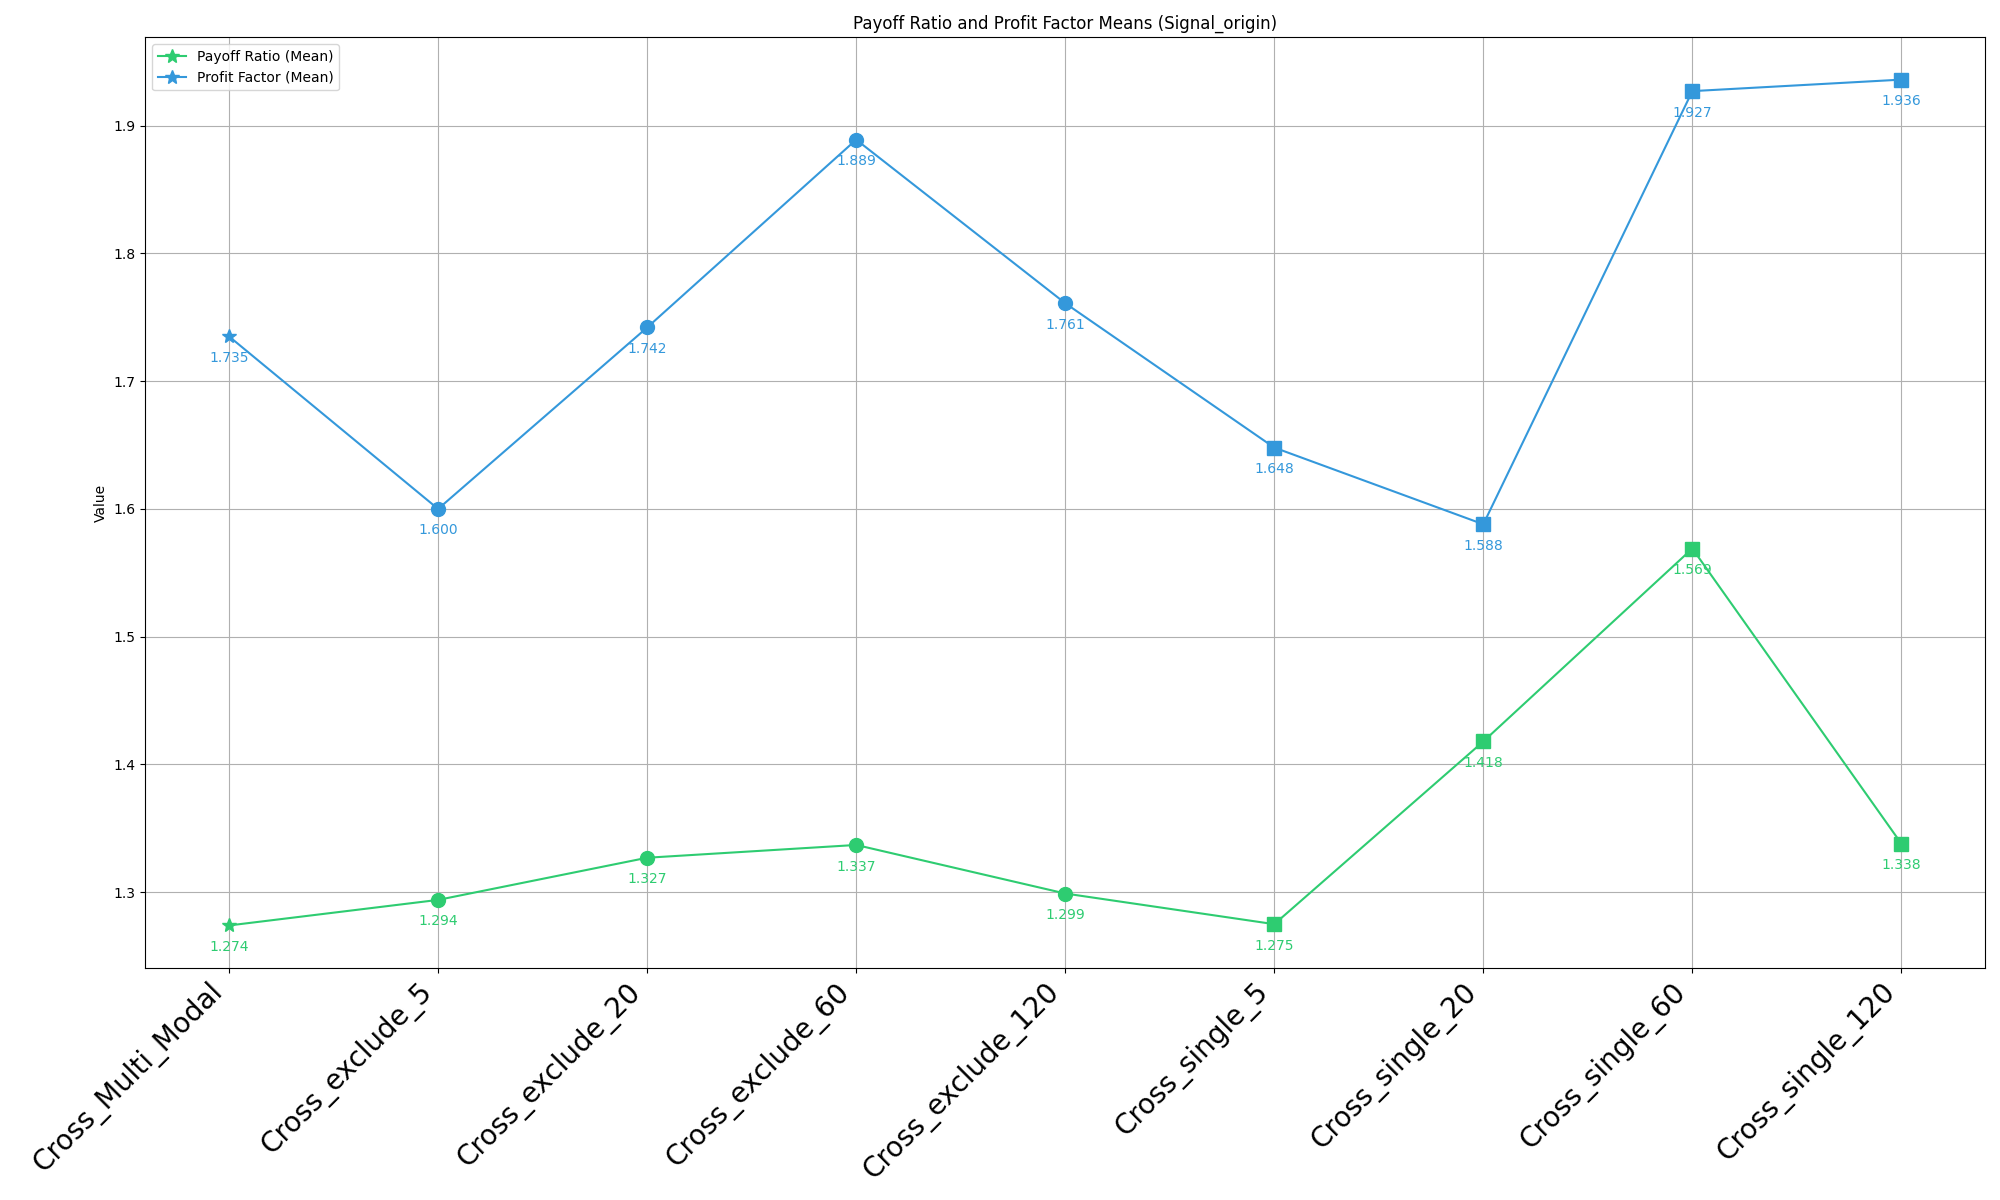 Payoff Ratio and Profit Factor Means (Signal_origin)
Payoff Ratio (Mean)
Profit Factor (Mean)
Value
1.9
1.8
1.7
1.6
1.5
1.4
1.3
1.735
1.600
1.742
1.889
1.761
1.648
1.588
1.927
1.936
1.274
1.294
1.327
1.337
1.299
1.275
1.418
1.569
1.338
Cross_Multi_Modal
Cross_exclude_5
Cross_exclude_20
Cross_exclude_60
Cross_exclude_120
Cross_single_5
Cross_single_20
Cross_single_60
Cross_single_120